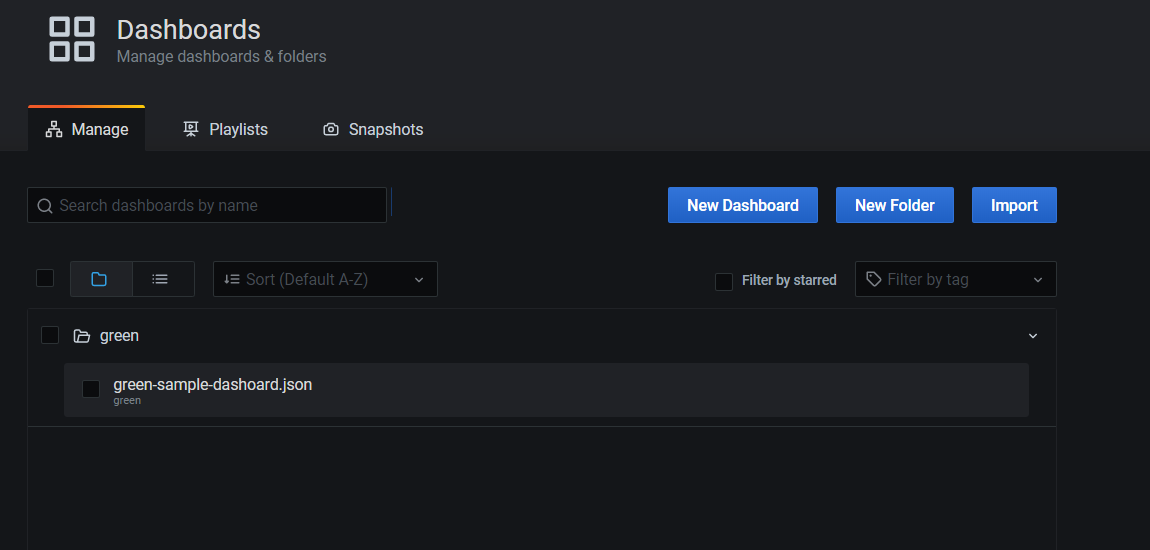 Dashboards
Manage dashboards & folders
Manage Playlists Snapshots
Search dashboards by name New Dashboard New Folder Import
Sort (Default A-Z) Filter by starred Filter by tag
green
green-sample-dashoard.json
green